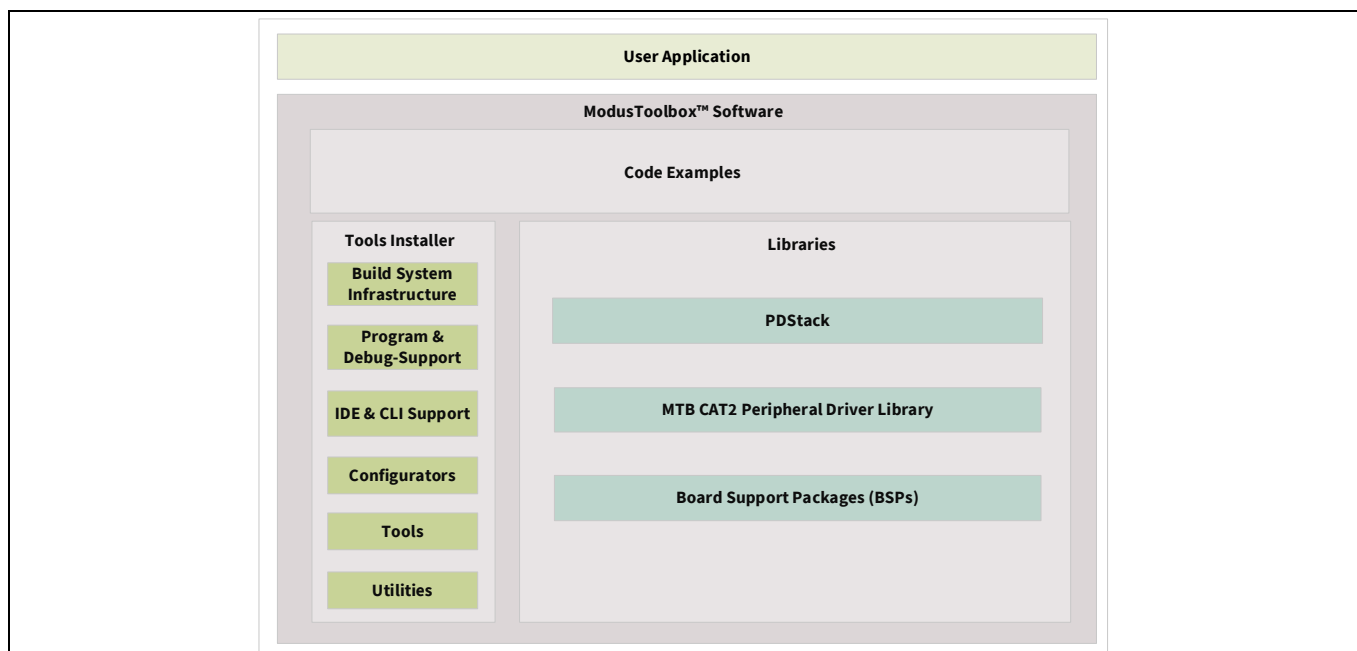 User Application
ModusToolbox™ Software
Code Examples
Tools Installer
Build System
Infrastructure
Program &
Debug-Support
IDE & CLI Support
Configurators
Tools
Utilities
Libraries
PDStack
MTB CAT2 Peripheral Driver Library
Board Support Packages (BSPs)